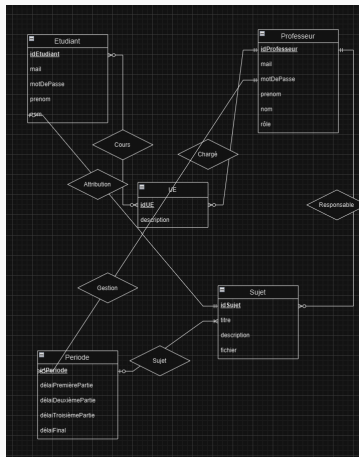 Etudiant
idEtudiant
mail
motDePasse
prenom
nom
Professeur
idProfesseur
mail
motDePasse
prenom
nom
rôle
Cours
Chargé
Attribution
UE
idUE
description
Responsable
Gestion
Sujet
idSujet
titre
description
fichier
Periode
idPeriode
délaiPremièrePartie
délaiDeuxièmePartie
délaiTroisièmePartie
délaiFinal
Sujet